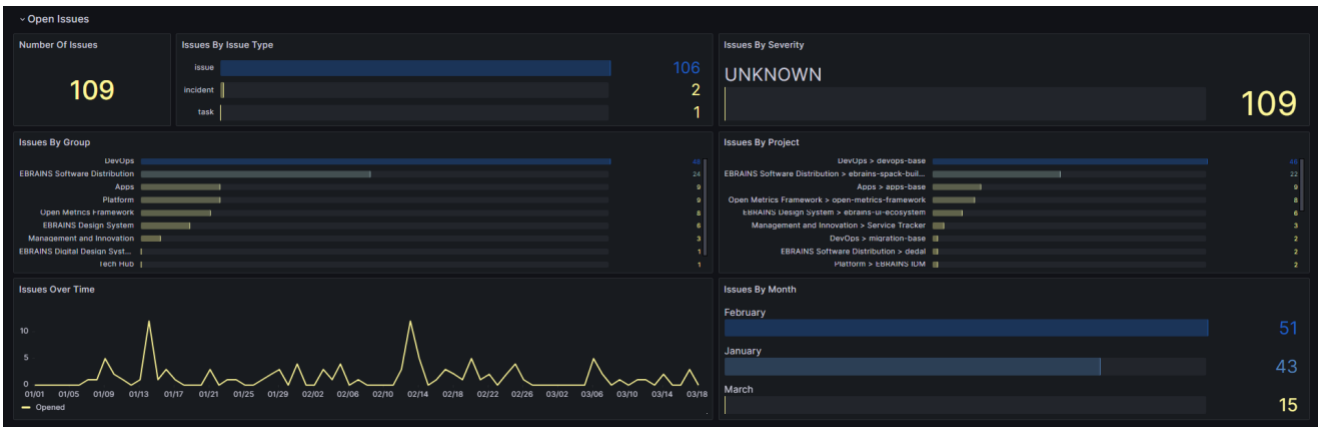 Open Issues
Number Of Issues
109
Issues By Issue Type
issue 106
incident 2
task 1
Issues By Severity
UNKNOWN
109
Issues By Group
DevOps
EBRAINS Software Distribution 24
Apps 9
Platform 9
Open Metrics Framework 8
EBRAINS Design System 6
Management and Innovation 3
EBRAINS Digital Design Syst... 1
Tech Hub 1
Issues By Project
DevOps > devops-base 46
EBRAINS Software Distribution > ebrains-spack-buil... 22
Apps > apps-base 9
Open Metrics Framework > open-metrics-framework 8
EBRAINS Design System > ebrains-ui-ecosystem 6
Management and Innovation > Service Tracker 3
DevOps > migration-base 2
EBRAINS Software Distribution > dedal 2
Platform > EBRAINS IDM 2
Issues Over Time
10
5
0
01/01 01/05 01/09 01/13 01/17 01/21 01/25 01/29 02/02 02/06 02/10 02/14 02/18 02/22 02/26 03/02 03/06 03/10 03/14 03/18
Opened
Issues By Month
February
51
January
43
March
15